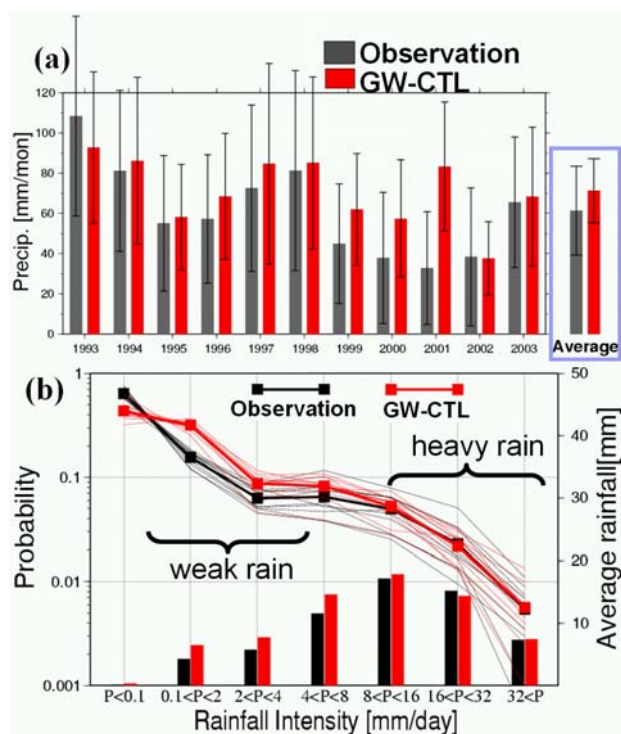 (a)
Observation
GW-CTL
Precip. [mm/mon]
120
100
80
60
40
20
0
1993 1994 1995 1996 1997 1998 1999 2000 2001 2002 2003
Average
(b)
Observation GW-CTL
heavy rain
weak rain
Probability
1
0.1
0.01
0.001
Average rainfall[mm]
50
40
30
20
10
P<0.1 0.1<P<2 2<P<4 4<P<8 8<P<16 16<P<32 32<P
Rainfall Intensity [mm/day]